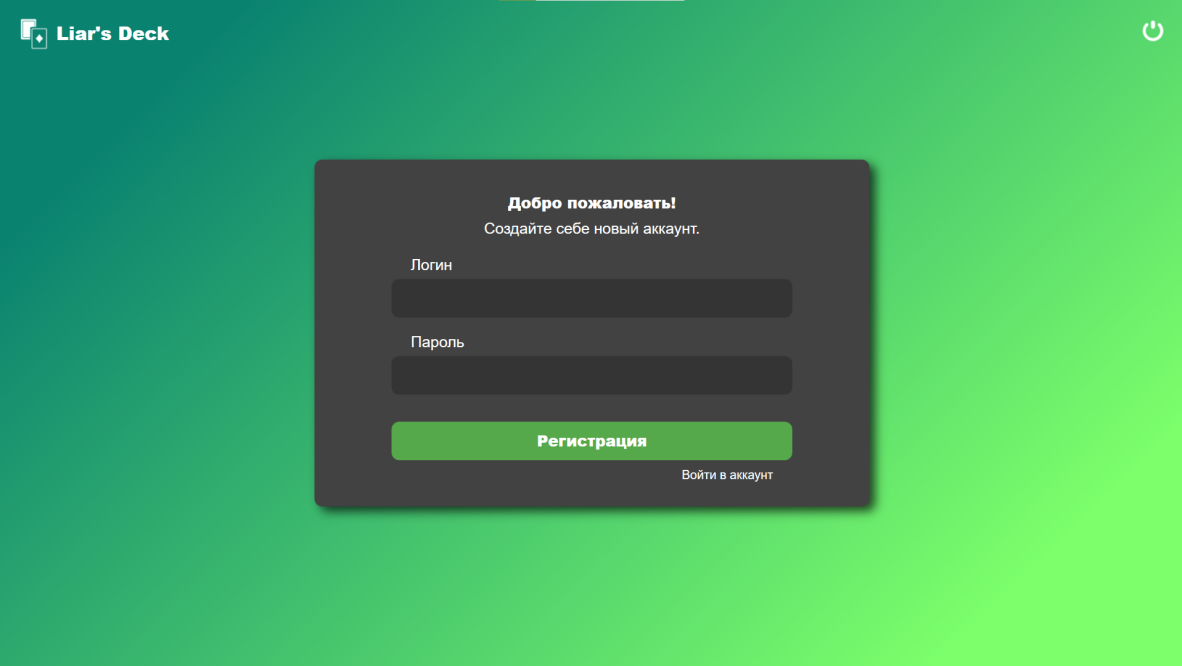 Liar's Deck
Добро пожаловать!
Создайте себе новый аккаунт.
Логин
Пароль
Регистрация
Войти в аккаунт